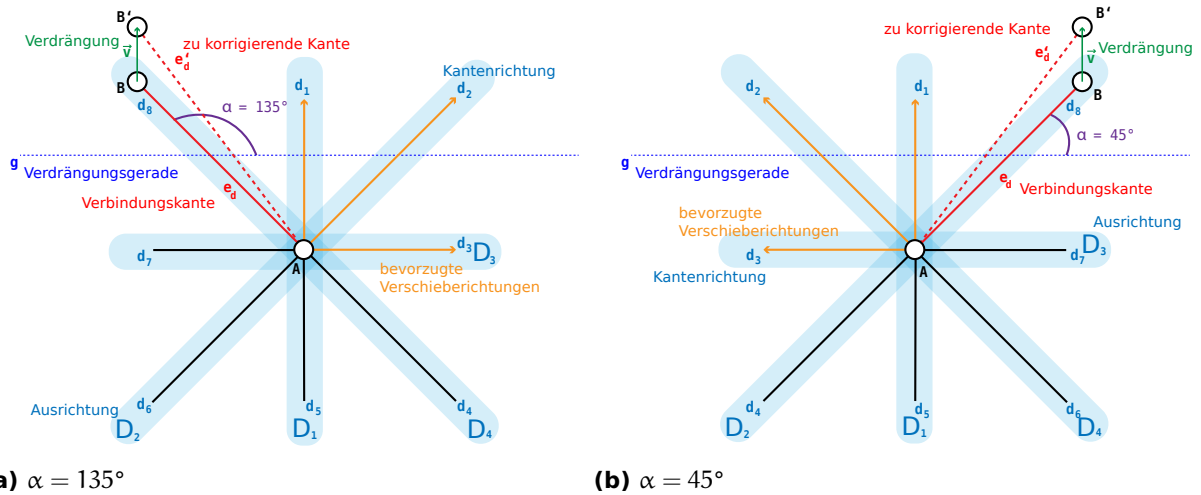 B‘
Verdrängung
v
zu korrigierende Kante
e‘d
B
d8
α = 135°
d1
Kantenrichtung
d2
g
Verdrängungsgerade
ed
Verbindungskante
d7
A
d3
D3
bevorzugte
Verschieberichtungen
Ausrichtung
d6
D2
d5
D1
d4
D4
a) α = 135°
B‘
zu korrigierende Kante
e‘d
v
Verdrängung
B
d2
d1
d8
α = 45°
g
Verdrängungsgerade
ed
Verbindungskante
bevorzugte
Verschieberichtungen
Ausrichtung
d3
Kantenrichtung
A
d7
D3
d4
D2
d5
D1
d6
D4
(b) α = 45°